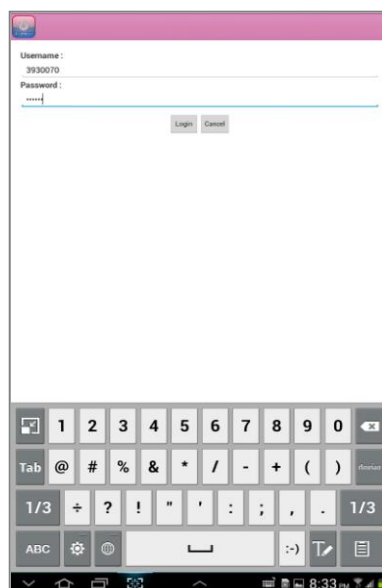 Username :
3930070
Password :
••••••
Login Cancel
1 2 3 4 5 6 7 8 9 0
Tab @ # % & * / - + ( )
1/3 ÷ ? ! " ' : ; , . 1/3
ABC :-) T
8:33 PM